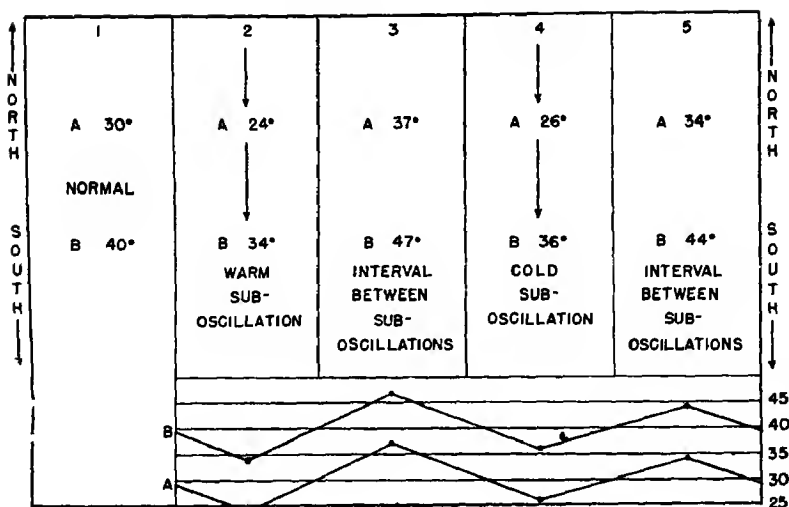 1 2 3 4 5
NORTH
SOUTH
A 30° A 24° A 37° A 26° A 34°
NORMAL
B 40° B 34° B 47° B 36° B 44°
WARM SUB-OSCILLATION
INTERVAL BETWEEN SUB-OSCILLATIONS
COLD SUB-OSCILLATION
INTERVAL BETWEEN SUB-OSCILLATIONS
NORTH
SOUTH
B
A
45
40
35
30
25